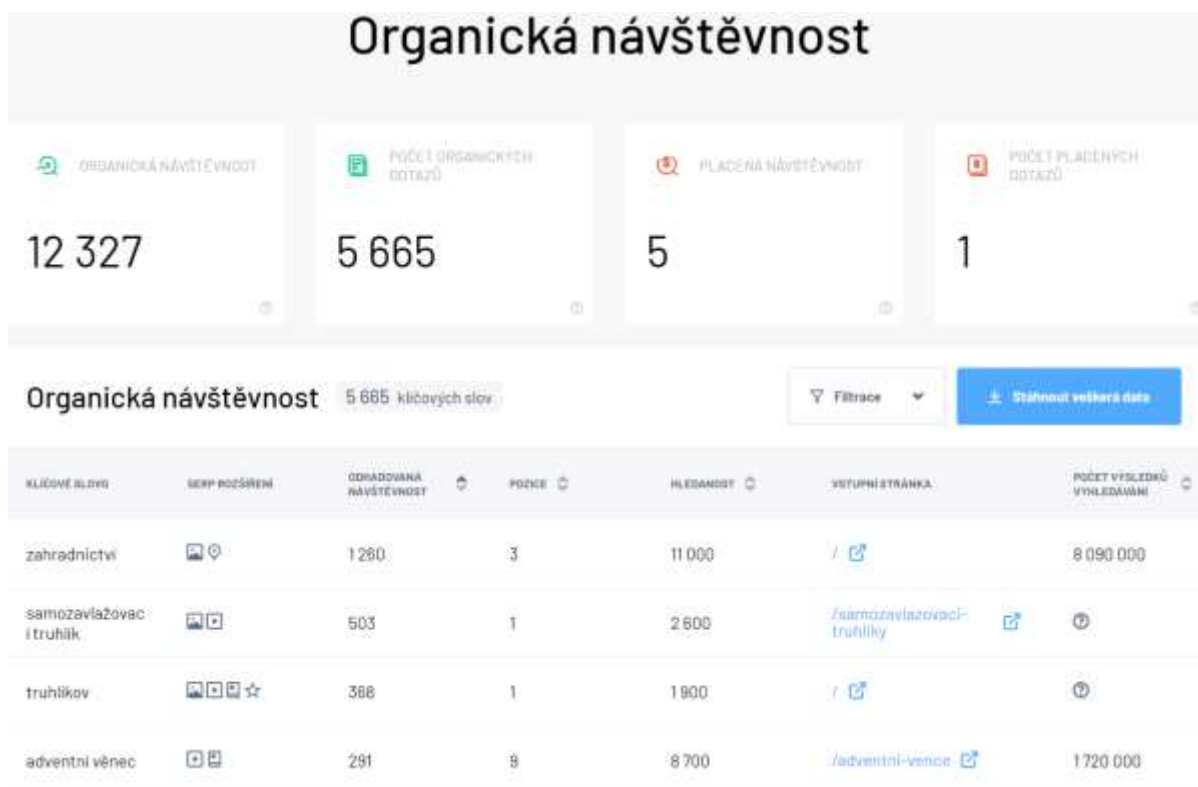 Organická návštěvnost
ORGANICKÁ NÁVŠTĚVNOST
12 327
POČET ORGANICKÝCH
DOTAZŮ
5 665
PLACENÁ NÁVŠTĚVNOST
5
POČET PLACENÝCH
DOTAZŮ
1
Organická návštěvnost 5 665 klíčových slov
Filtrace
Stáhnout veškerá data
KLÍČOVÉ SLOVO SERP ROZŠÍŘENÍ ODHADOVANÁ NÁVŠTĚVNOST POZICE HLEDANOST VSTUPNÍ STRÁNKA POČET VÝSLEDKŮ VYHLEDÁVÁNÍ
zahradnictví 1 260 3 11 000 / 8 090 000
samozavlažovac
í truhlík 503 1 2 600 /samozavlazovaci-
truhliky
truhlíkov 368 1 1 900 /
adventní věnec 291 9 8 700 /adventni-vence 1 720 000